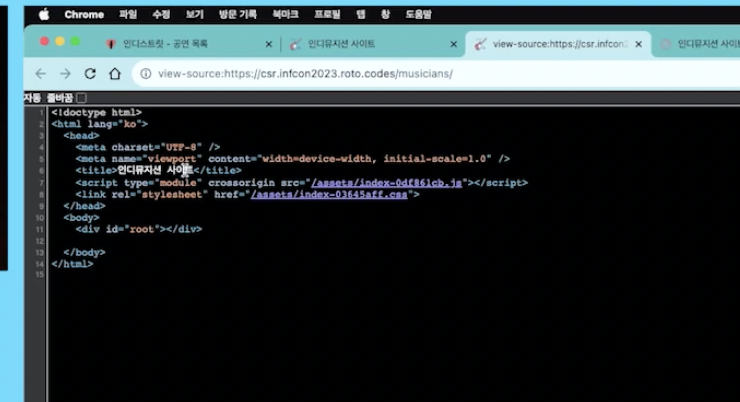 Chrome 파일 수정 보기 방문 기록 북마크 프로필 탭 창 도움말
인디스트릿 - 공연 목록
인디뮤지션 사이트
view-source:https://csr.infcon2
인디뮤지션 사이트
view-source:https://csr.infcon2023.roto.codes/musicians/
자동 줄바꿈
1 <!doctype html>
2 <html lang="ko">
3 <head>
4 <meta charset="UTF-8" />
5 <meta name="viewport" content="width=device-width, initial-scale=1.0" />
6 <title>인디뮤지션 사이트</title>
7 <script type="module" crossorigin src="/assets/index-0df861cb.js"></script>
8 <link rel="stylesheet" href="/assets/index-03645aff.css">
9 </head>
10 <body>
11 <div id="root"></div>
12
13 </body>
14 </html>
15